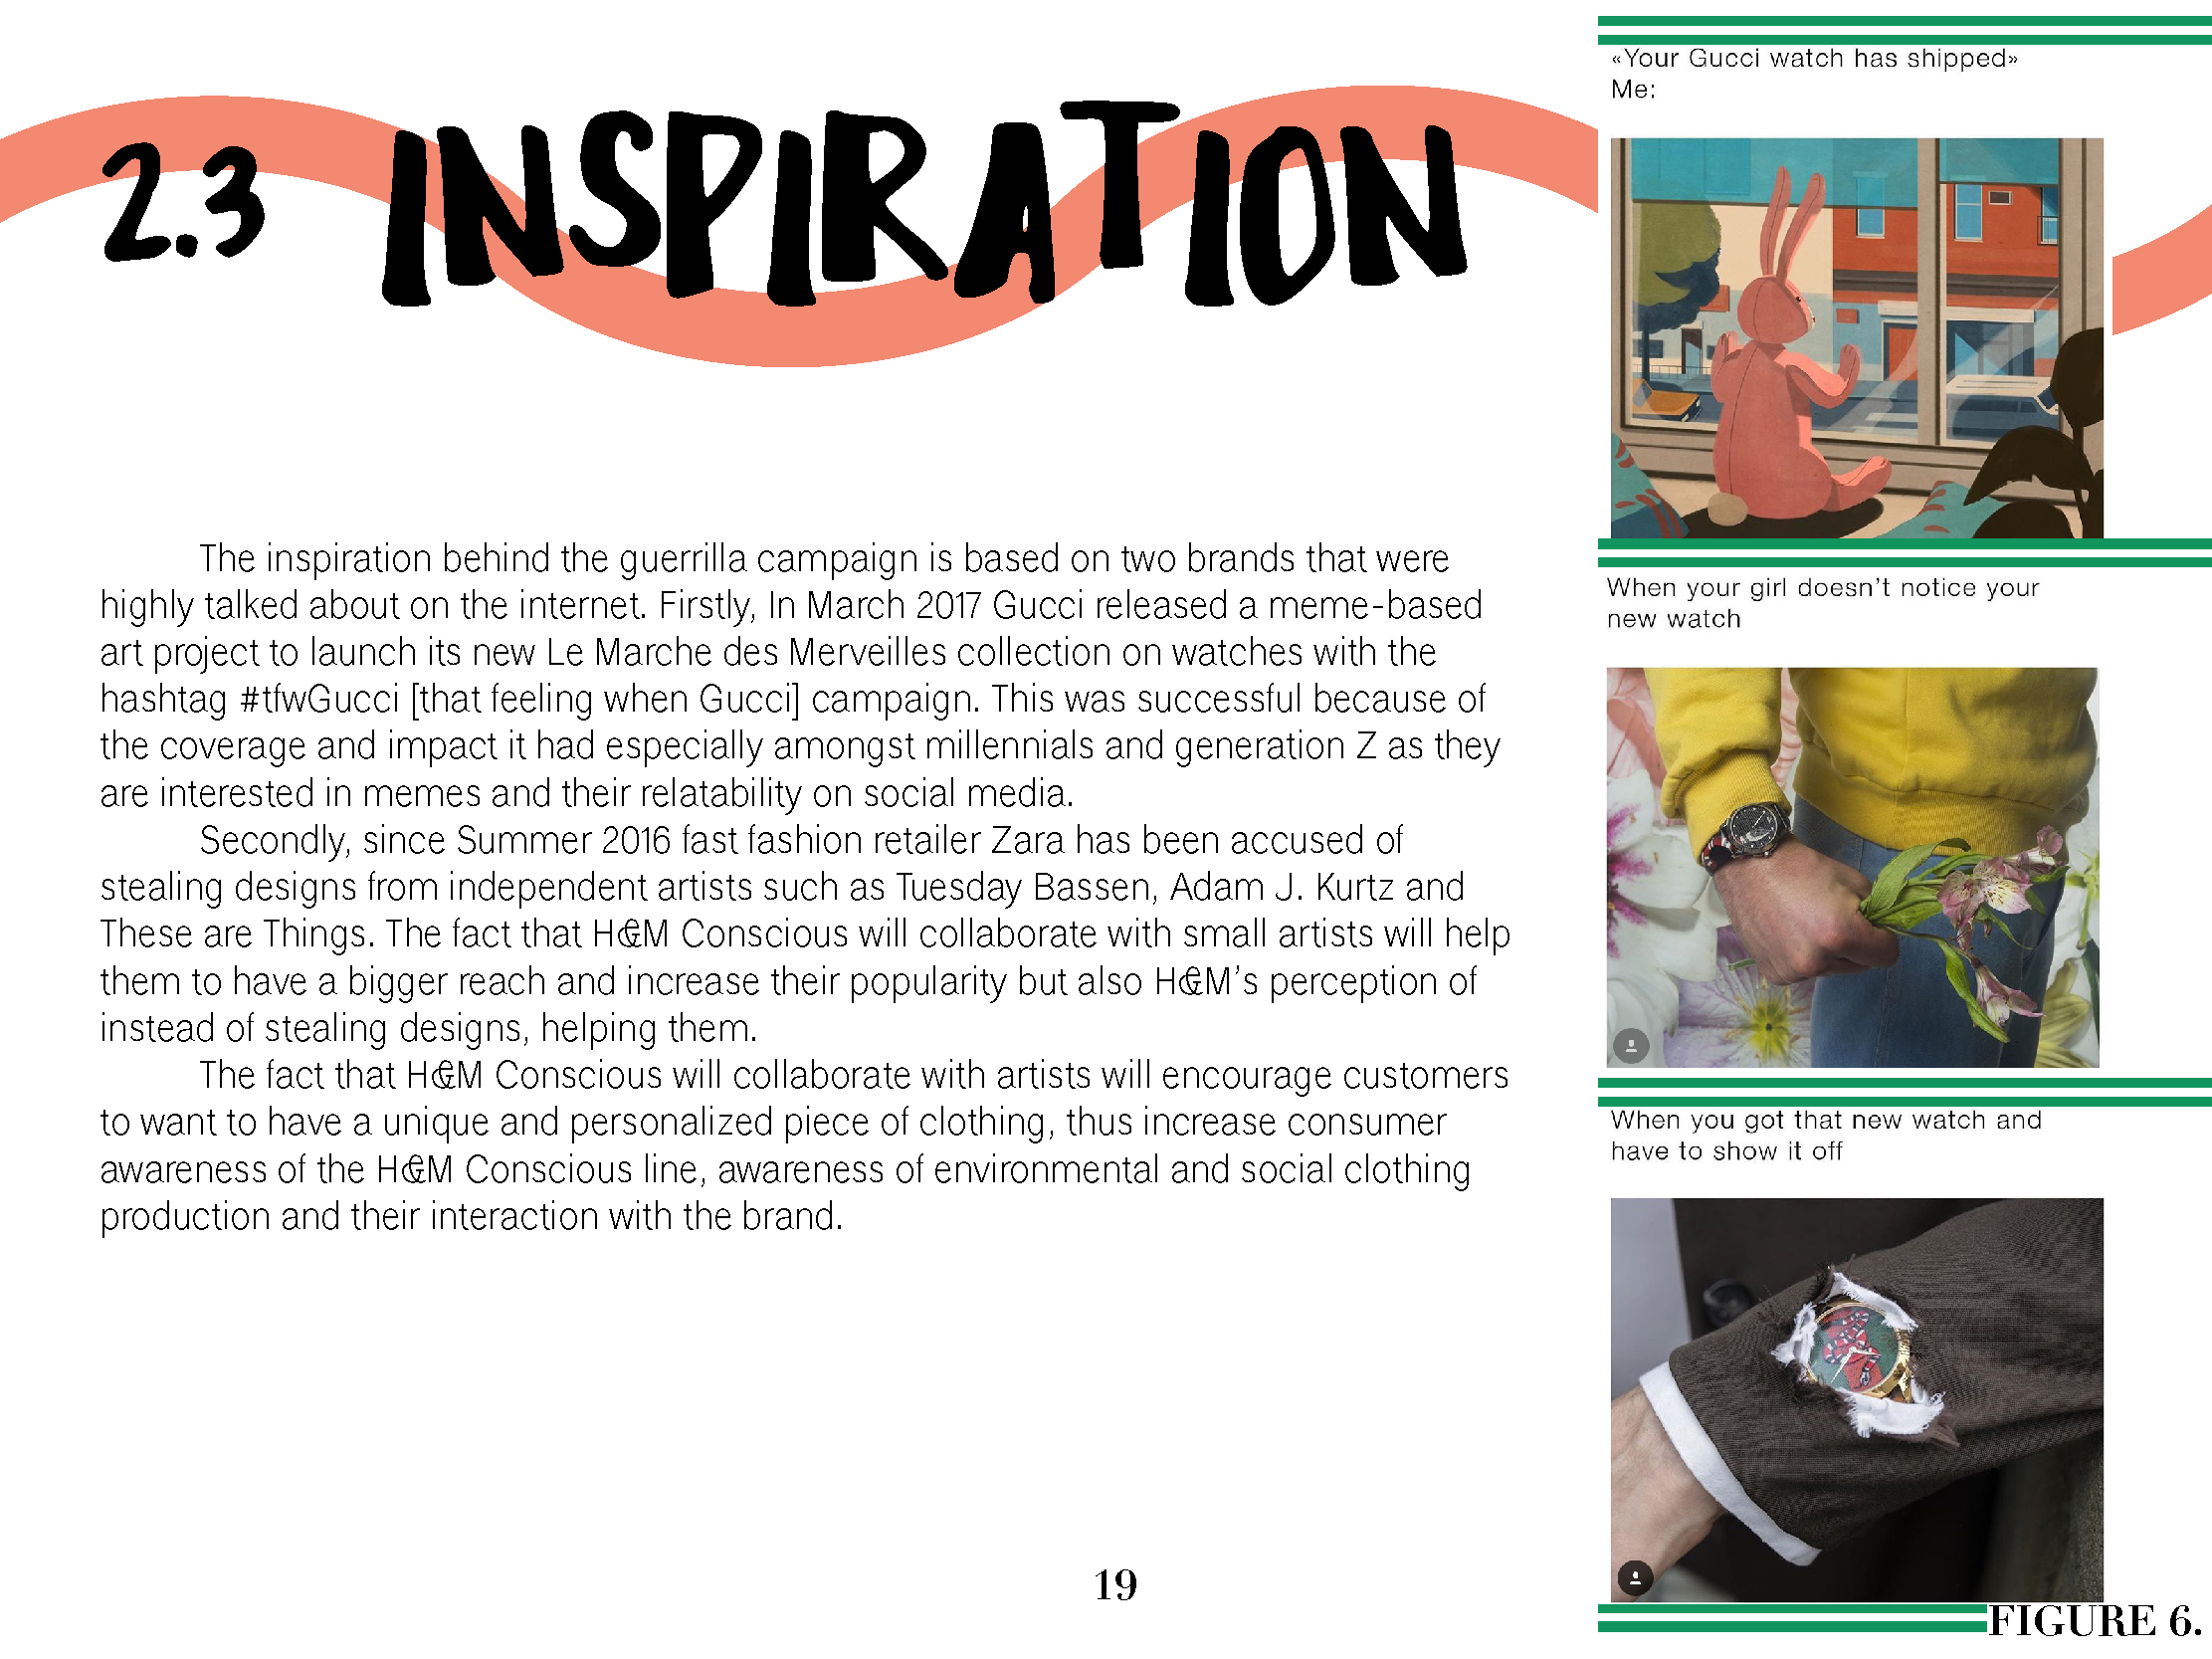 2.3 INSPIRATION
The inspiration behind the guerrilla campaign is based on two brands that were
highly talked about on the internet. Firstly, In March 2017 Gucci released a meme-based
art project to launch its new Le Marche des Merveilles collection on watches with the
hashtag #tfwGucci [that feeling when Gucci] campaign. This was successful because of
the coverage and impact it had especially amongst millennials and generation Z as they
are interested in memes and their relatability on social media.
Secondly, since Summer 2016 fast fashion retailer Zara has been accused of
stealing designs from independent artists such as Tuesday Bassen, Adam J. Kurtz and
These are Things. The fact that H&M Conscious will collaborate with small artists will help
them to have a bigger reach and increase their popularity but also H&M's perception of
instead of stealing designs, helping them.
The fact that H&M Conscious will collaborate with artists will encourage customers
to want to have a unique and personalized piece of clothing, thus increase consumer
awareness of the H&M Conscious line, awareness of environmental and social clothing
production and their interaction with the brand.
19
«Your Gucci watch has shipped»
Me:
When your girl doesn't notice your
new watch
When you got that new watch and
have to show it off
FIGURE 6.